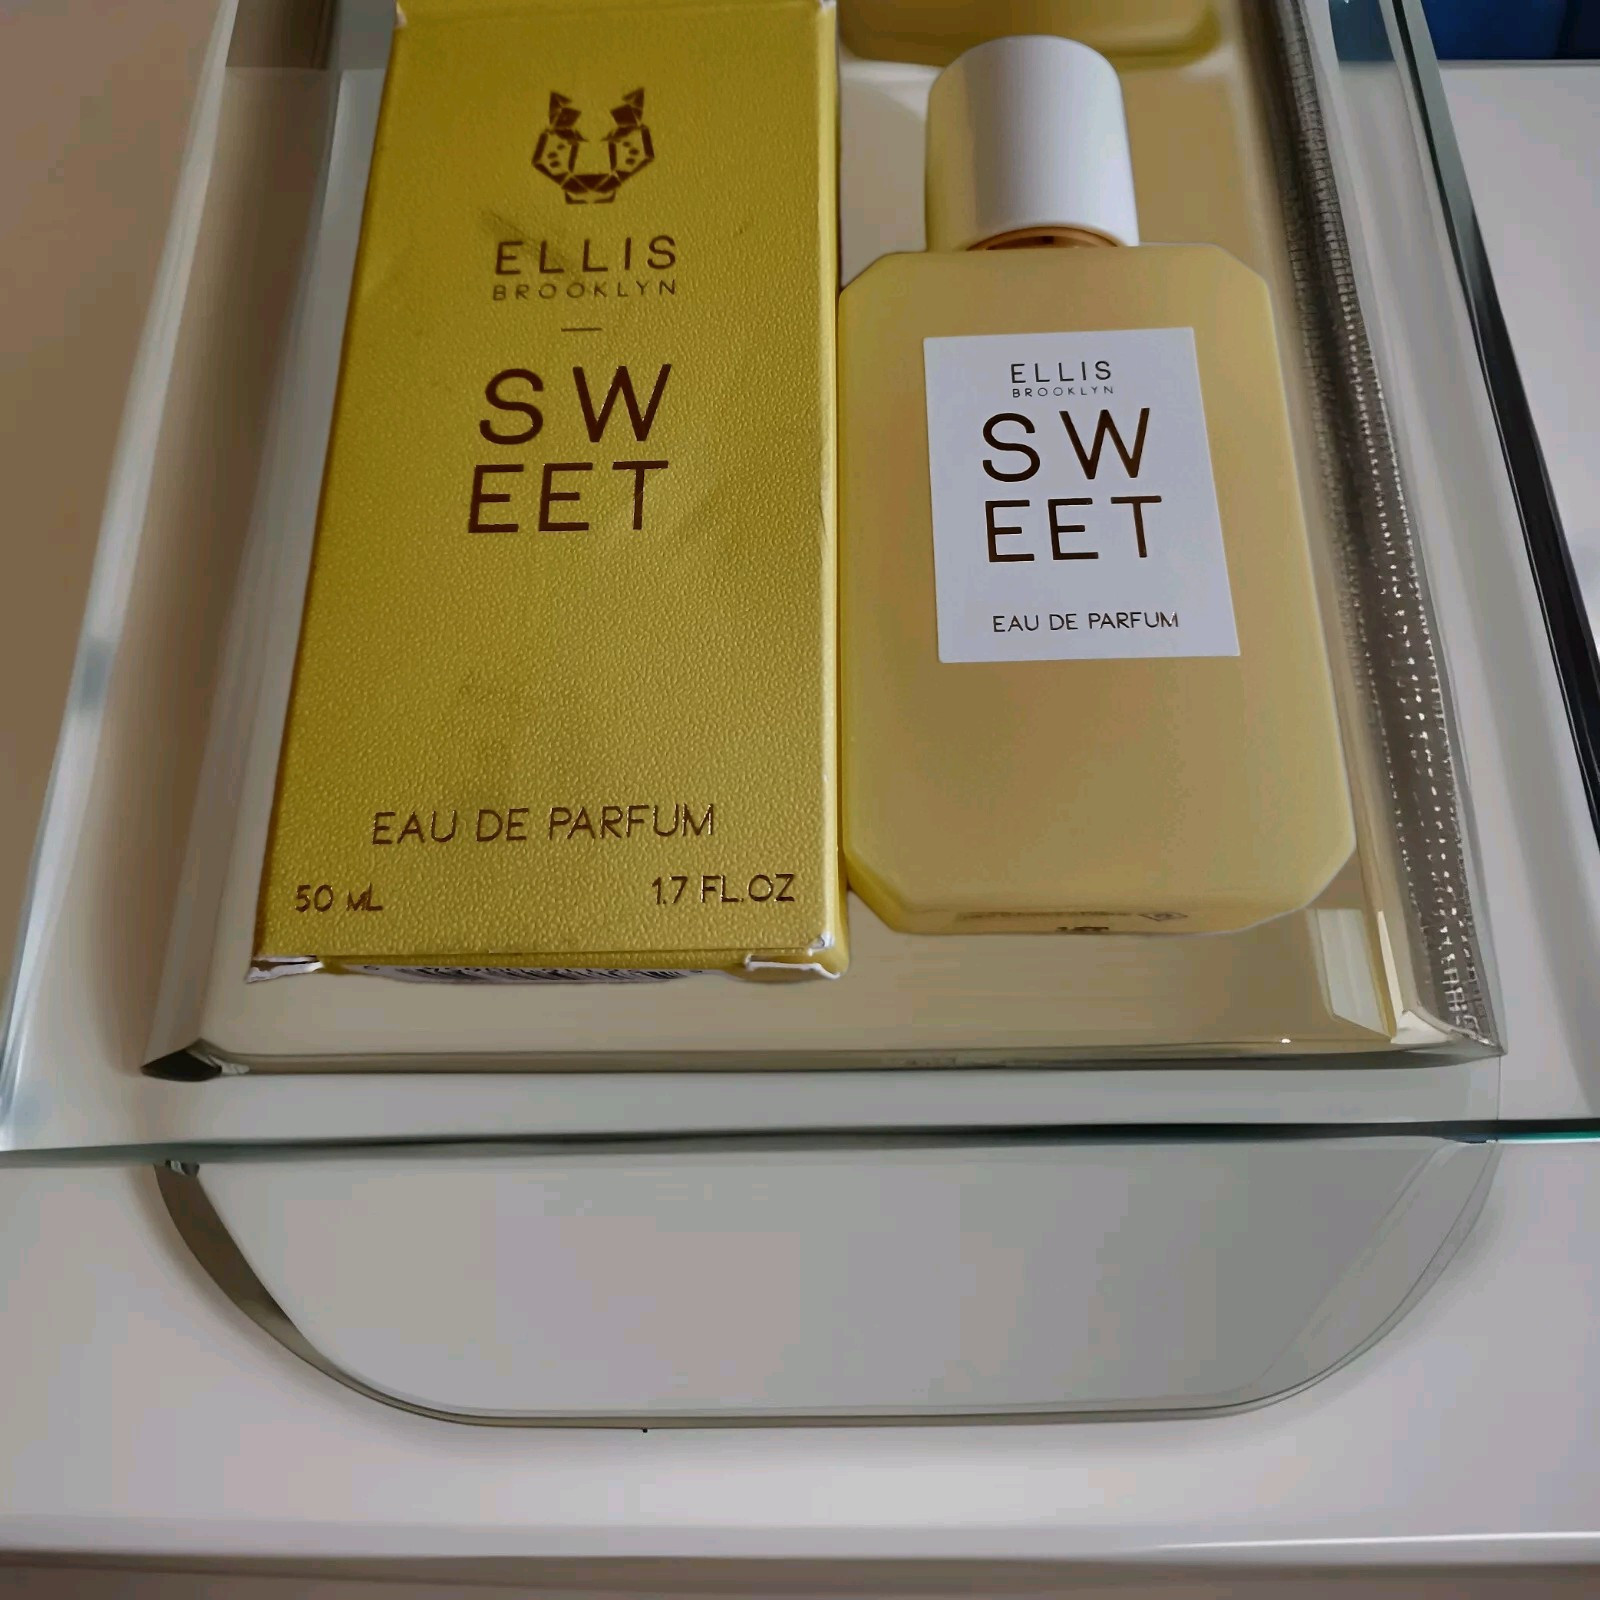 ELLIS
BROOKLYN
SW
EET
EAU DE PARFUM
50 mL
1.7 FL.OZ
ELLIS
BROOKLYN
SW
EET
EAU DE PARFUM